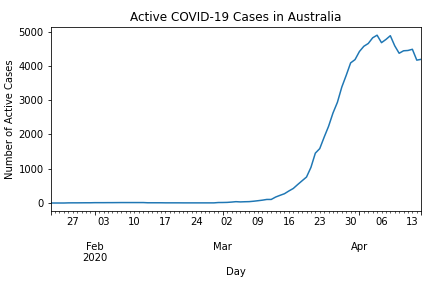 Active COVID-19 Cases in Australia
5000
4000
3000
2000
1000
0
Number of Active Cases
27 03 10 17 24 02 09 16 23 30 06 13
Feb Mar Apr
2020
Day